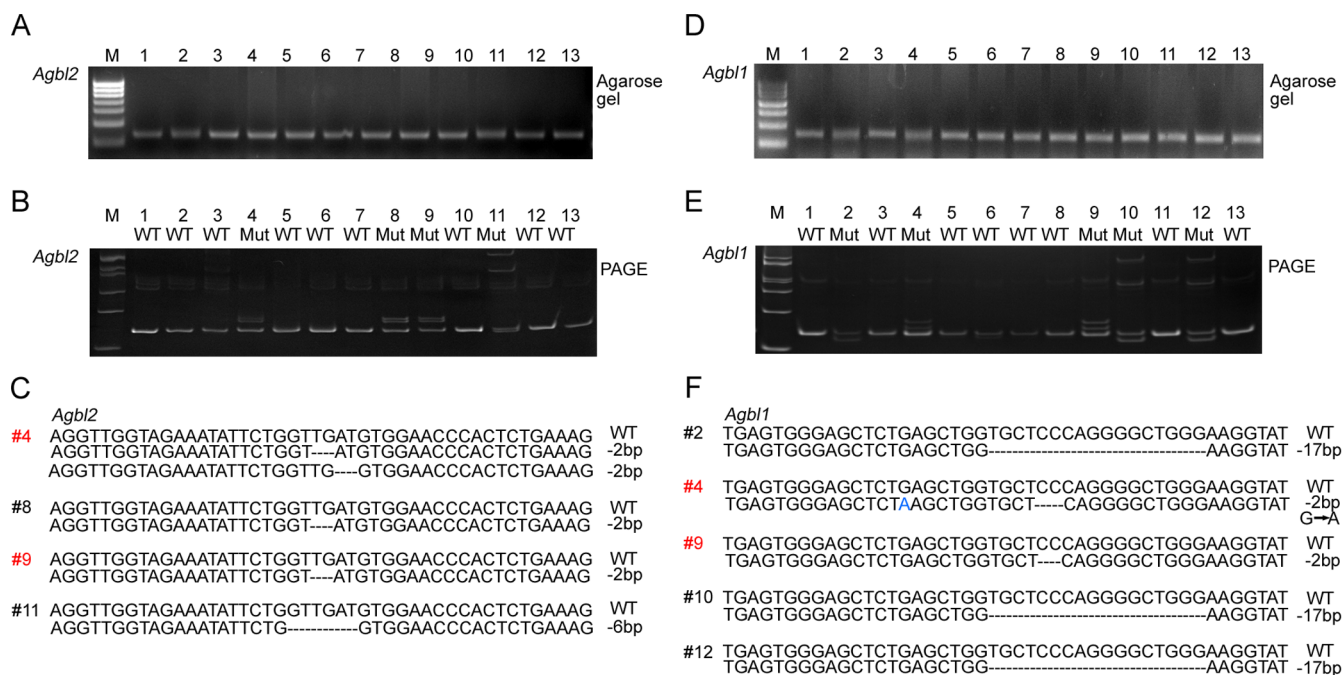 A
M 1 2 3 4 5 6 7 8 9 10 11 12 13
Agbl2
Agarose
gel
B
M 1 2 3 4 5 6 7 8 9 10 11 12 13
WT WT WT Mut WT WT WT Mut Mut WT Mut WT WT
Agbl2
PAGE
C
Agbl2
#4 AGGTTGGTAGAAATATTCTGGTTGATGTGGAACCCACTCTGAAAG WT
AGGTTGGTAGAAATATTCTGGT----ATGTGGAACCCACTCTGAAAG -2bp
AGGTTGGTAGAAATATTCTGGTTG----GTGGAACCCACTCTGAAAG -2bp
#8 AGGTTGGTAGAAATATTCTGGTTGATGTGGAACCCACTCTGAAAG WT
AGGTTGGTAGAAATATTCTGGT----ATGTGGAACCCACTCTGAAAG -2bp
#9 AGGTTGGTAGAAATATTCTGGTTGATGTGGAACCCACTCTGAAAG WT
AGGTTGGTAGAAATATTCTGGT----ATGTGGAACCCACTCTGAAAG -2bp
#11 AGGTTGGTAGAAATATTCTGGTTGATGTGGAACCCACTCTGAAAG WT
AGGTTGGTAGAAATATTCTG------------GTGGAACCCACTCTGAAAG -6bp
D
M 1 2 3 4 5 6 7 8 9 10 11 12 13
Agbl1
Agarose
gel
E
M 1 2 3 4 5 6 7 8 9 10 11 12 13
WT Mut WT Mut WT WT WT WT Mut Mut WT Mut WT
Agbl1
PAGE
F
Agbl1
#2 TGAGTGGGAGCTCTGAGCTGGTGCTCCCAGGGGCTGGGAAGGTAT WT
TGAGTGGGAGCTCTGAGCTGG-----------------------------------AAGGTAT -17bp
#4 TGAGTGGGAGCTCTGAGCTGGTGCTCCCAGGGGCTGGGAAGGTAT WT
TGAGTGGGAGCTCTAAGCTGGTGCT-----CAGGGGCTGGGAAGGTAT -2bp
G→A
#9 TGAGTGGGAGCTCTGAGCTGGTGCTCCCAGGGGCTGGGAAGGTAT WT
TGAGTGGGAGCTCTGAGCTGGTGCT----CAGGGGCTGGGAAGGTAT -2bp
#10 TGAGTGGGAGCTCTGAGCTGGTGCTCCCAGGGGCTGGGAAGGTAT WT
TGAGTGGGAGCTCTGAGCTGG-----------------------------------AAGGTAT -17bp
#12 TGAGTGGGAGCTCTGAGCTGGTGCTCCCAGGGGCTGGGAAGGTAT WT
TGAGTGGGAGCTCTGAGCTGG-----------------------------------AAGGTAT -17bp